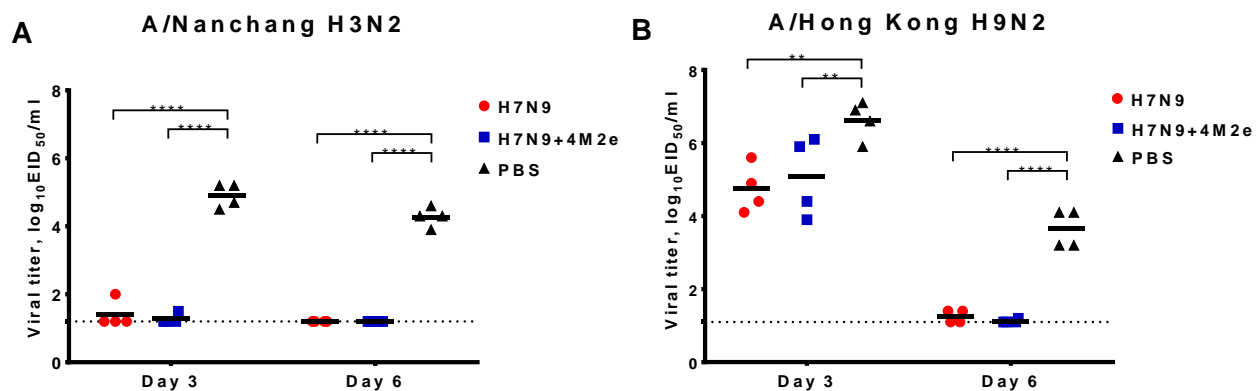 A
A/Nanchang H3N2
Viral titer, log10EID50/ml
8
6
4
2
0
****
****
****
****
Day 3
Day 6
H7N9
H7N9+4M2e
PBS
B
A/Hong Kong H9N2
Viral titer, log10EID50/ml
8
6
4
2
0
**
**
****
****
Day 3
Day 6
H7N9
H7N9+4M2e
PBS